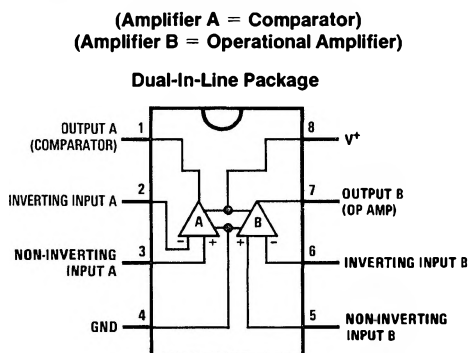 (Amplifier A = Comparator)
(Amplifier B = Operational Amplifier)
Dual-In-Line Package
OUTPUT A
(COMPARATOR)
1
8
V+
INVERTING INPUT A
2
7
OUTPUT B
(OP AMP)
A
B
− + + −
NON-INVERTING
INPUT A
3
6
INVERTING INPUT B
GND
4
5
NON-INVERTING
INPUT B